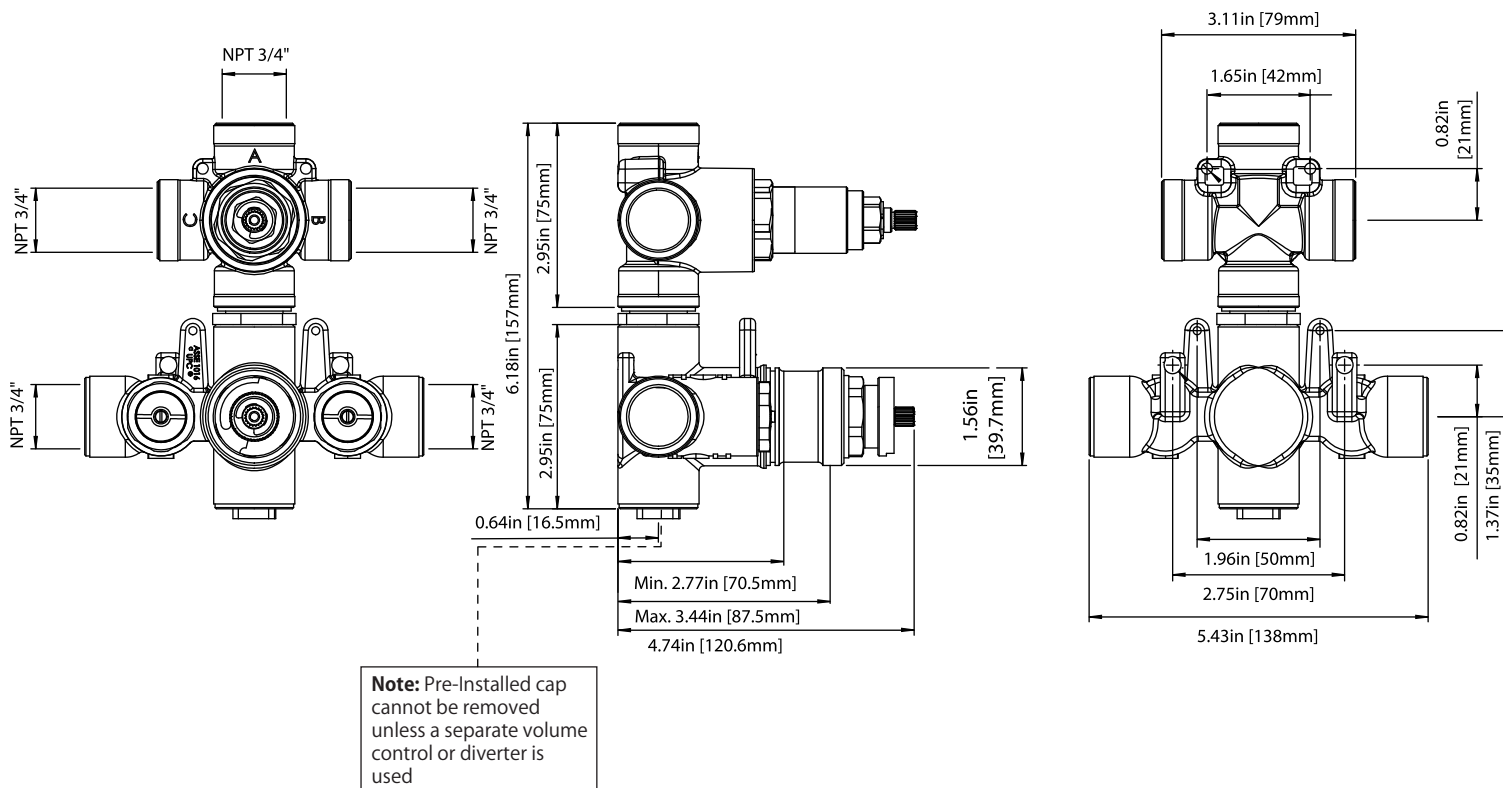 NPT 3/4"
A
C
B
NPT 3/4"
NPT 3/4"
ASSE 1016
UPC
NPT 3/4"
NPT 3/4"
6.18in [157mm]
2.95in [75mm]
2.95in [75mm]
1.56in
[39.7mm]
0.64in [16.5mm]
Min. 2.77in [70.5mm]
Max. 3.44in [87.5mm]
4.74in [120.6mm]
Note: Pre-Installed cap
cannot be removed
unless a separate volume
control or diverter is
used
3.11in [79mm]
1.65in [42mm]
0.82in
[21mm]
0.82in [21mm]
1.37in [35mm]
1.96in [50mm]
2.75in [70mm]
5.43in [138mm]